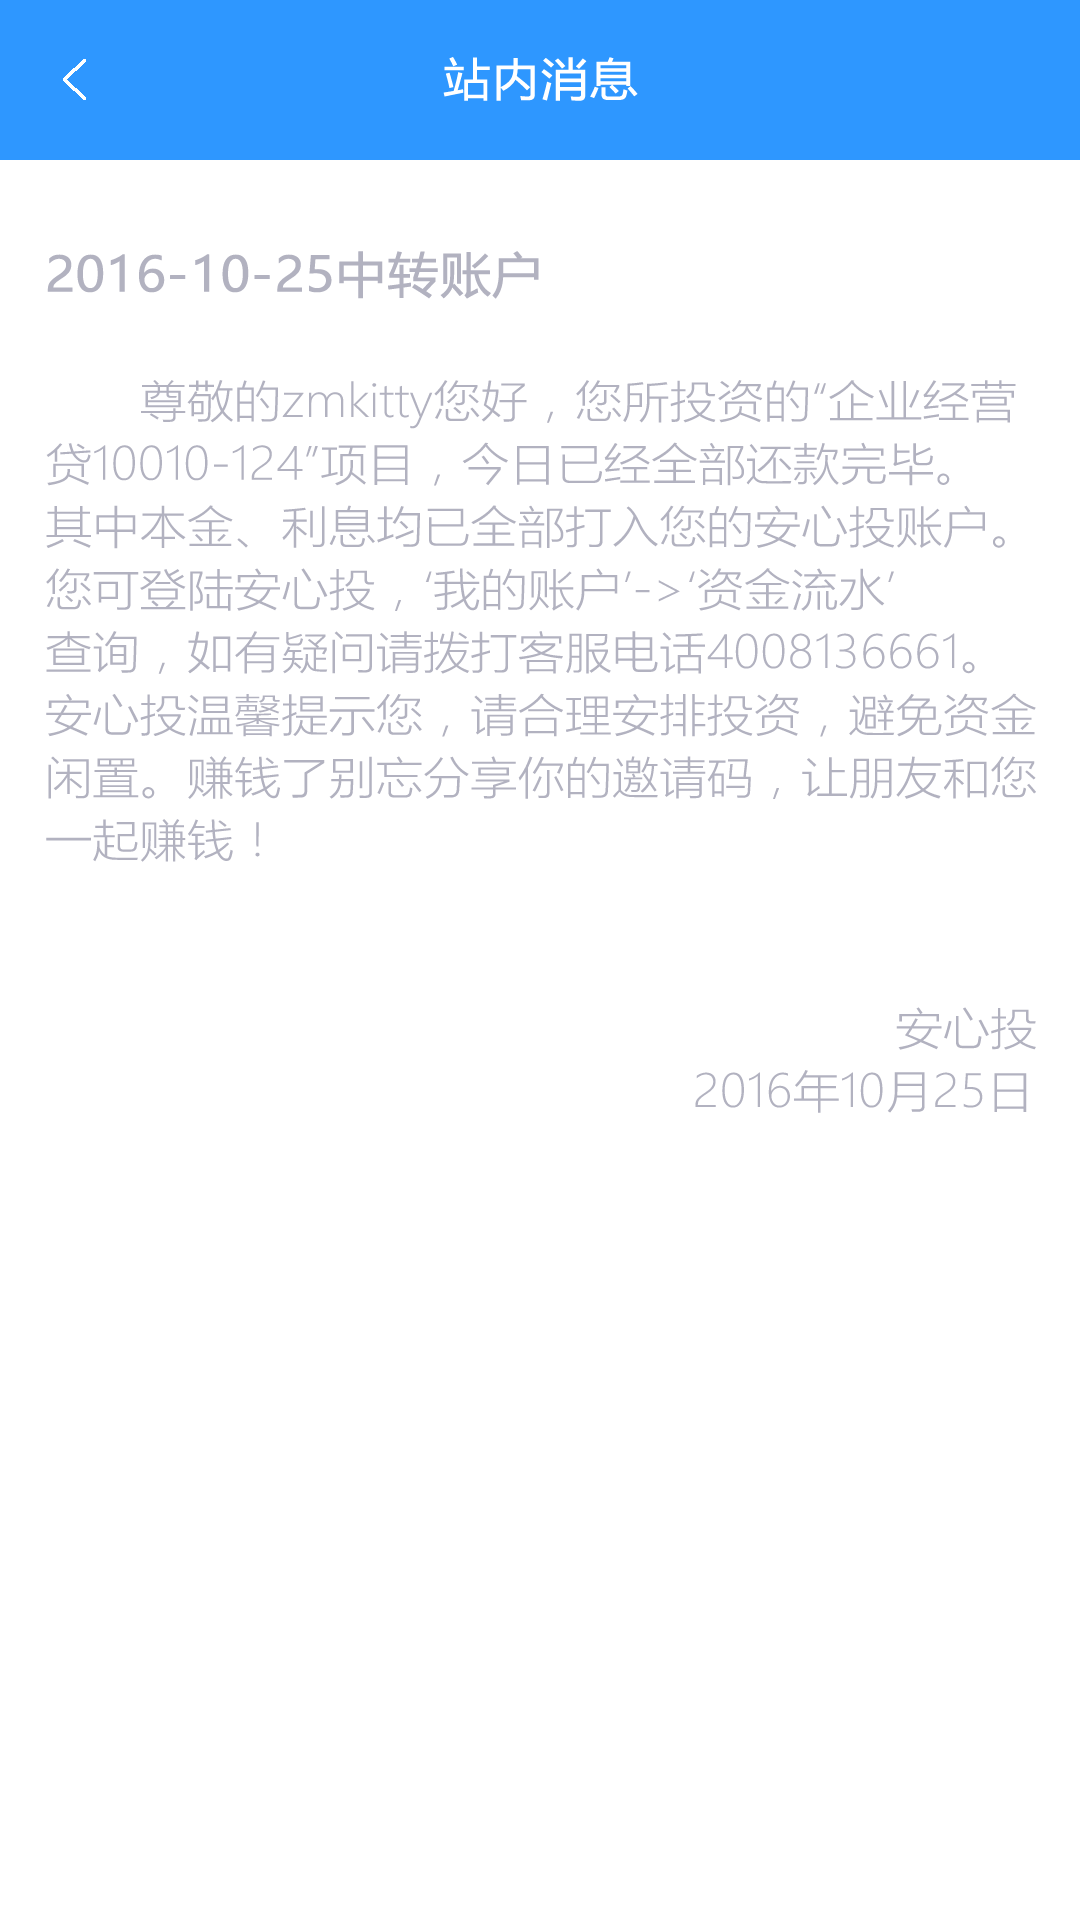 站内消息
2016-10-25中转账户
尊敬的zmkitty您好，您所投资的“企业经营
贷10010-124”项目，今日已经全部还款完毕。
其中本金、利息均已全部打入您的安心投账户。
您可登陆安心投，‘我的账户’->‘资金流水’
查询，如有疑问请拨打客服电话4008136661。
安心投温馨提示您，请合理安排投资，避免资金
闲置。赚钱了别忘分享你的邀请码，让朋友和您
一起赚钱！
安心投
2016年10月25日